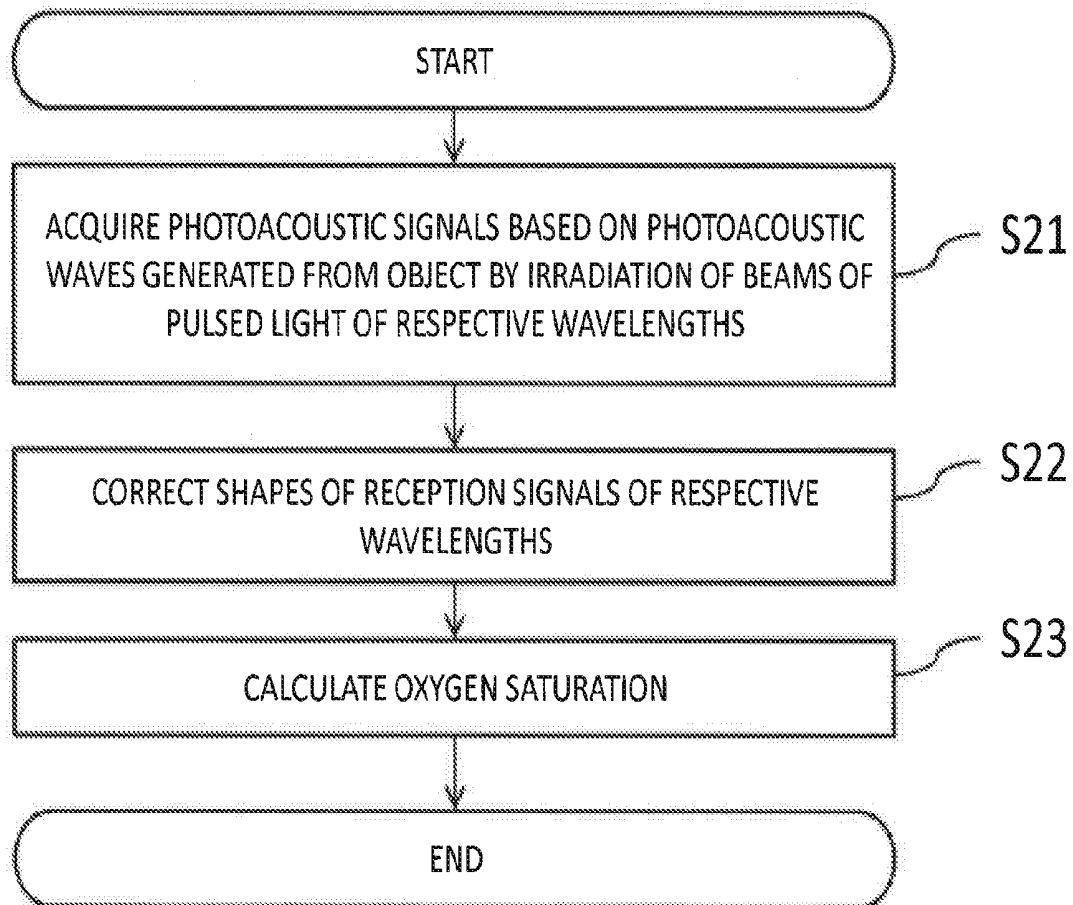 START
ACQUIRE PHOTOACOUSTIC SIGNALS BASED ON PHOTOACOUSTIC
WAVES GENERATED FROM OBJECT BY IRRADIATION OF BEAMS OF
PULSED LIGHT OF RESPECTIVE WAVELENGTHS
S21
CORRECT SHAPES OF RECEPTION SIGNALS OF RESPECTIVE
WAVELENGTHS
S22
CALCULATE OXYGEN SATURATION
S23
END